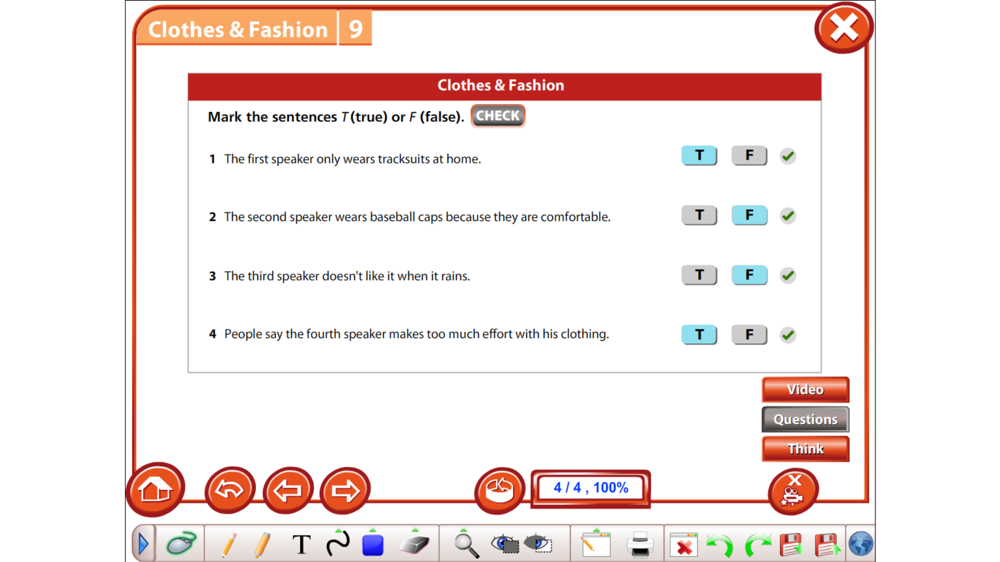 Clothes & Fashion 9
Clothes & Fashion
Mark the sentences T (true) or F (false). CHECK
1 The first speaker only wears tracksuits at home. T F
2 The second speaker wears baseball caps because they are comfortable. T F
3 The third speaker doesn't like it when it rains. T F
4 People say the fourth speaker makes too much effort with his clothing. T F
Video
Questions
Think
4 / 4 , 100%
T